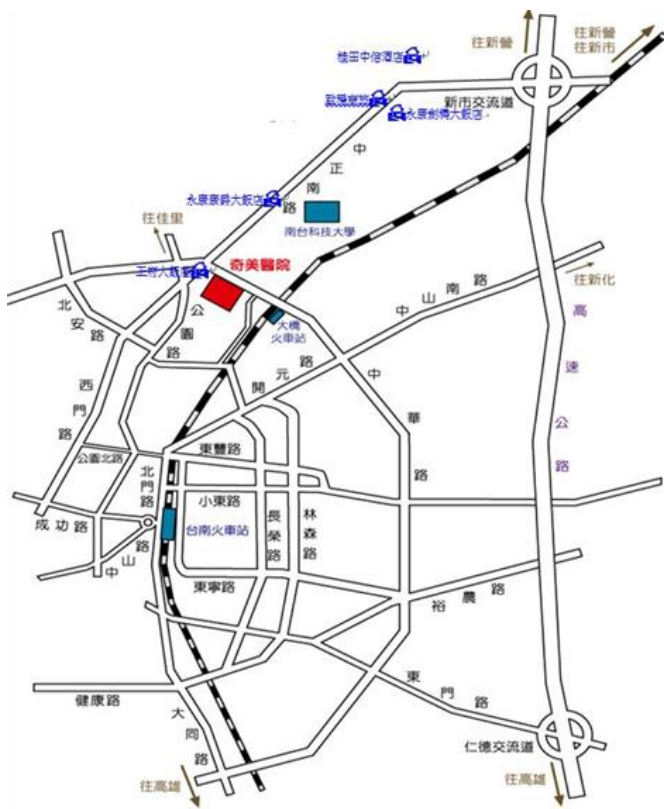 往新營
往新營
往新市
桂田中信酒店
新市交流道
永康劍橋大飯店
中正南路
永康康爵大飯店
南台科技大學
往佳里
奇美醫院
往新化
中山南路
高速公路
大橋
火車站
北安路
公園路
西門路
開元路
中華路
東豐路
公園北路
北門路
小東路
成功路
台南火車站
長榮路
林森路
中山路
東寧路
裕農路
東門路
健康路
大同路
仁德交流道
往高雄
往高雄